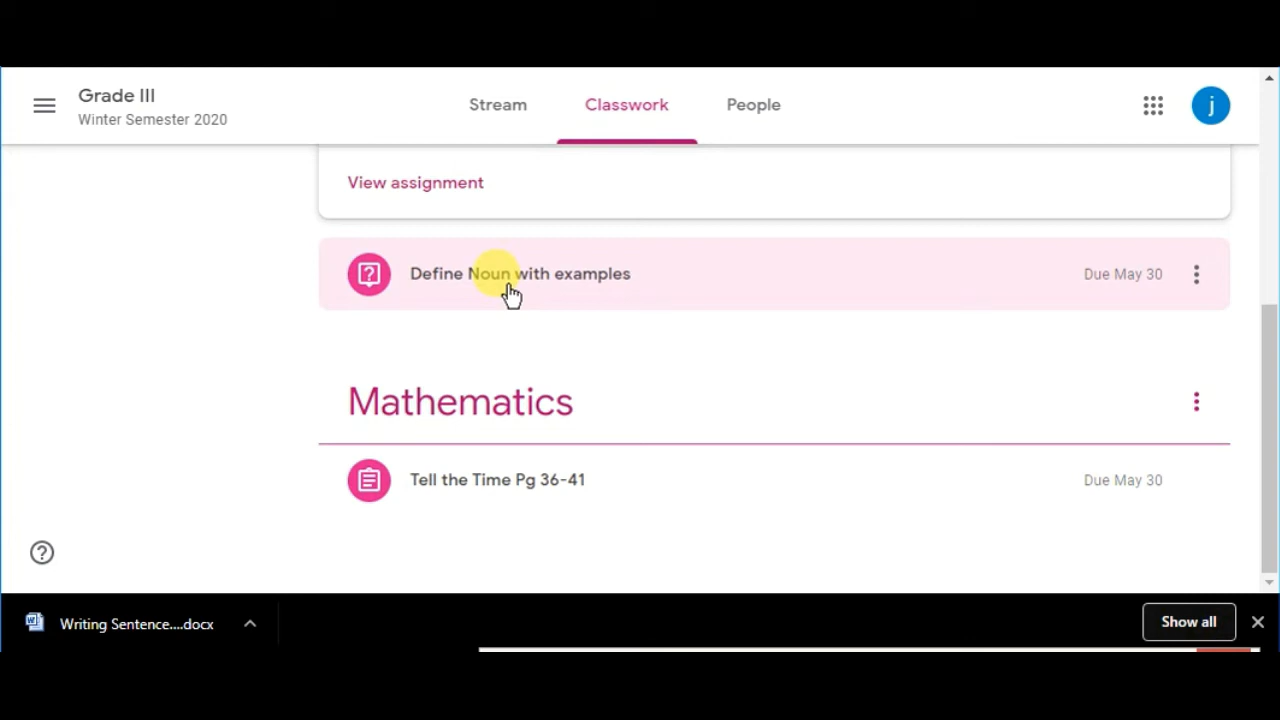 Grade III
Winter Semester 2020
Stream
Classwork
People
j
View assignment
Define Noun with examples
Due May 30
Mathematics
Tell the Time Pg 36-41
Due May 30
Writing Sentence....docx
Show all